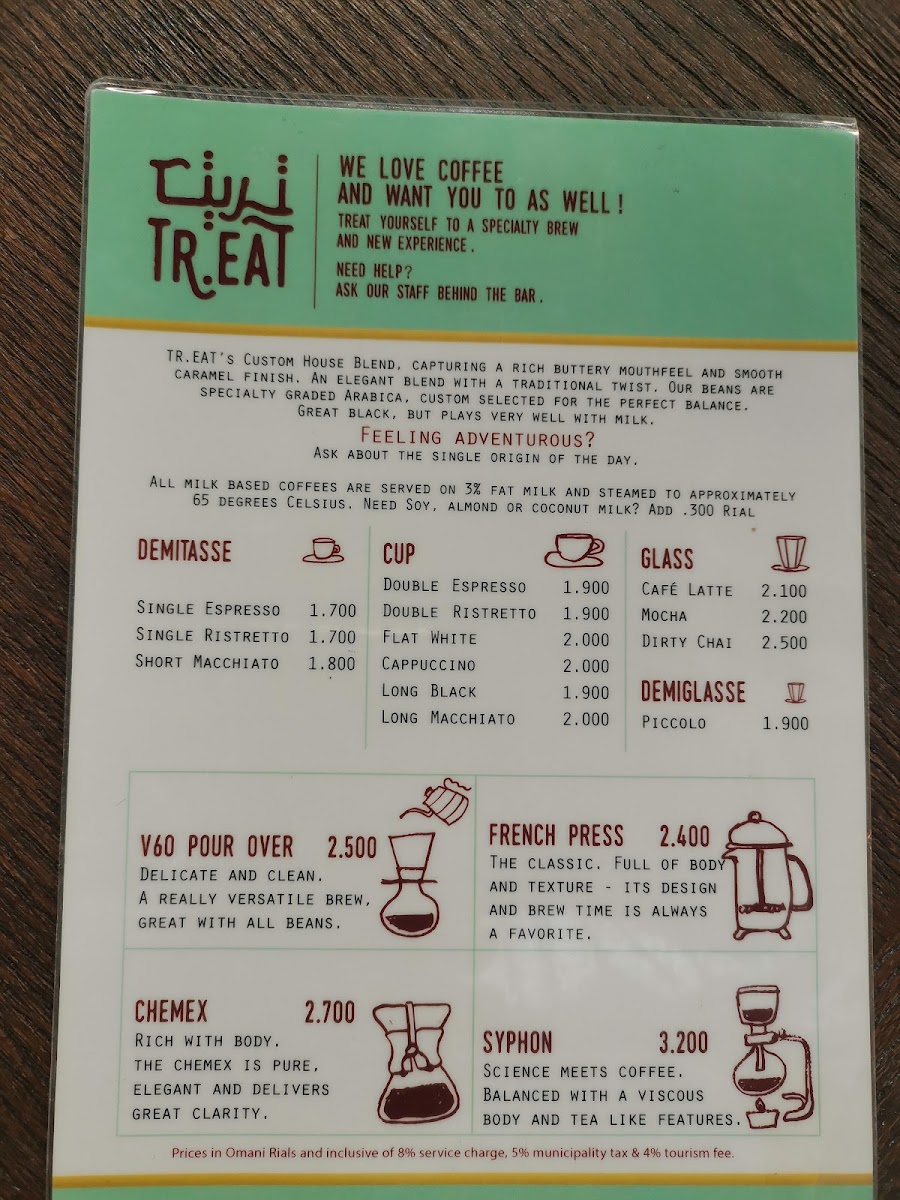 تريت
TR.EAT
WE LOVE COFFEE
AND WANT YOU TO AS WELL!
TREAT YOURSELF TO A SPECIALTY BREW
AND NEW EXPERIENCE.
NEED HELP?
ASK OUR STAFF BEHIND THE BAR.
TR.EAT'S CUSTOM HOUSE BLEND, CAPTURING A RICH BUTTERY MOUTHFEEL AND SMOOTH
CARAMEL FINISH. AN ELEGANT BLEND WITH A TRADITIONAL TWIST. OUR BEANS ARE
SPECIALTY GRADED ARABICA, CUSTOM SELECTED FOR THE PERFECT BALANCE.
GREAT BLACK, BUT PLAYS VERY WELL WITH MILK.
FEELING ADVENTUROUS?
ASK ABOUT THE SINGLE ORIGIN OF THE DAY.
ALL MILK BASED COFFEES ARE SERVED ON 3% FAT MILK AND STEAMED TO APPROXIMATELY
65 DEGREES CELSIUS. NEED SOY, ALMOND OR COCONUT MILK? ADD .300 RIAL
DEMITASSE
SINGLE ESPRESSO 1.700
SINGLE RISTRETTO 1.700
SHORT MACCHIATO 1.800
CUP
DOUBLE ESPRESSO 1.900
DOUBLE RISTRETTO 1.900
FLAT WHITE 2.000
CAPPUCCINO 2.000
LONG BLACK 1.900
LONG MACCHIATO 2.000
GLASS
CAFÉ LATTE 2.100
MOCHA 2.200
DIRTY CHAI 2.500
DEMIGLASSE
PICCOLO 1.900
V60 POUR OVER 2.500
DELICATE AND CLEAN.
A REALLY VERSATILE BREW,
GREAT WITH ALL BEANS.
FRENCH PRESS 2.400
THE CLASSIC. FULL OF BODY
AND TEXTURE - ITS DESIGN
AND BREW TIME IS ALWAYS
A FAVORITE.
CHEMEX 2.700
RICH WITH BODY.
THE CHEMEX IS PURE,
ELEGANT AND DELIVERS
GREAT CLARITY.
SYPHON 3.200
SCIENCE MEETS COFFEE.
BALANCED WITH A VISCOUS
BODY AND TEA LIKE FEATURES.
Prices in Omani Rials and inclusive of 8% service charge, 5% municipality tax & 4% tourism fee.